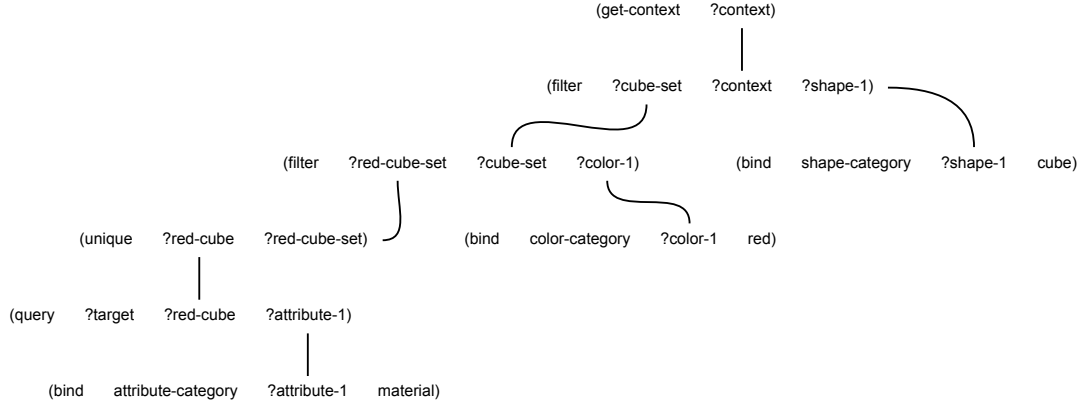 (get-context ?context)
(filter ?cube-set ?context ?shape-1)
(filter ?red-cube-set ?cube-set ?color-1) (bind shape-category ?shape-1 cube)
(unique ?red-cube ?red-cube-set) (bind color-category ?color-1 red)
(query ?target ?red-cube ?attribute-1)
(bind attribute-category ?attribute-1 material)